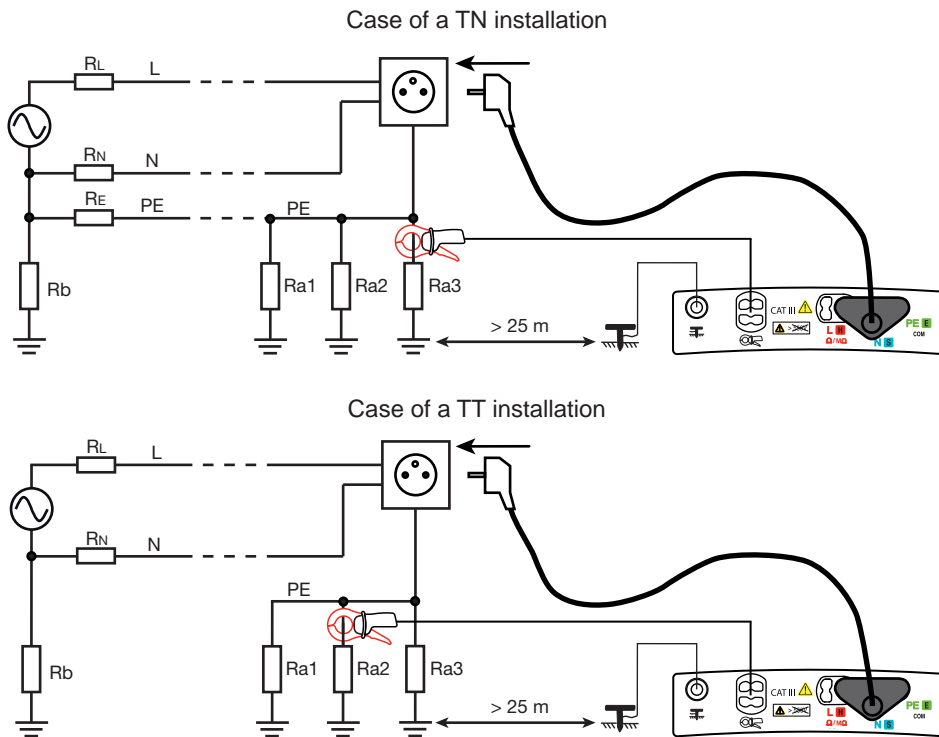 Case of a TN installation
RL L
RN N
RE PE PE
Rb Ra1 Ra2 Ra3
> 25 m
CAT III
L H
Ω/MΩ
N S
PE E
COM
Case of a TT installation
RL L
RN N
PE
Rb Ra1 Ra2 Ra3
> 25 m
CAT III
L H
Ω/MΩ
N S
PE E
COM